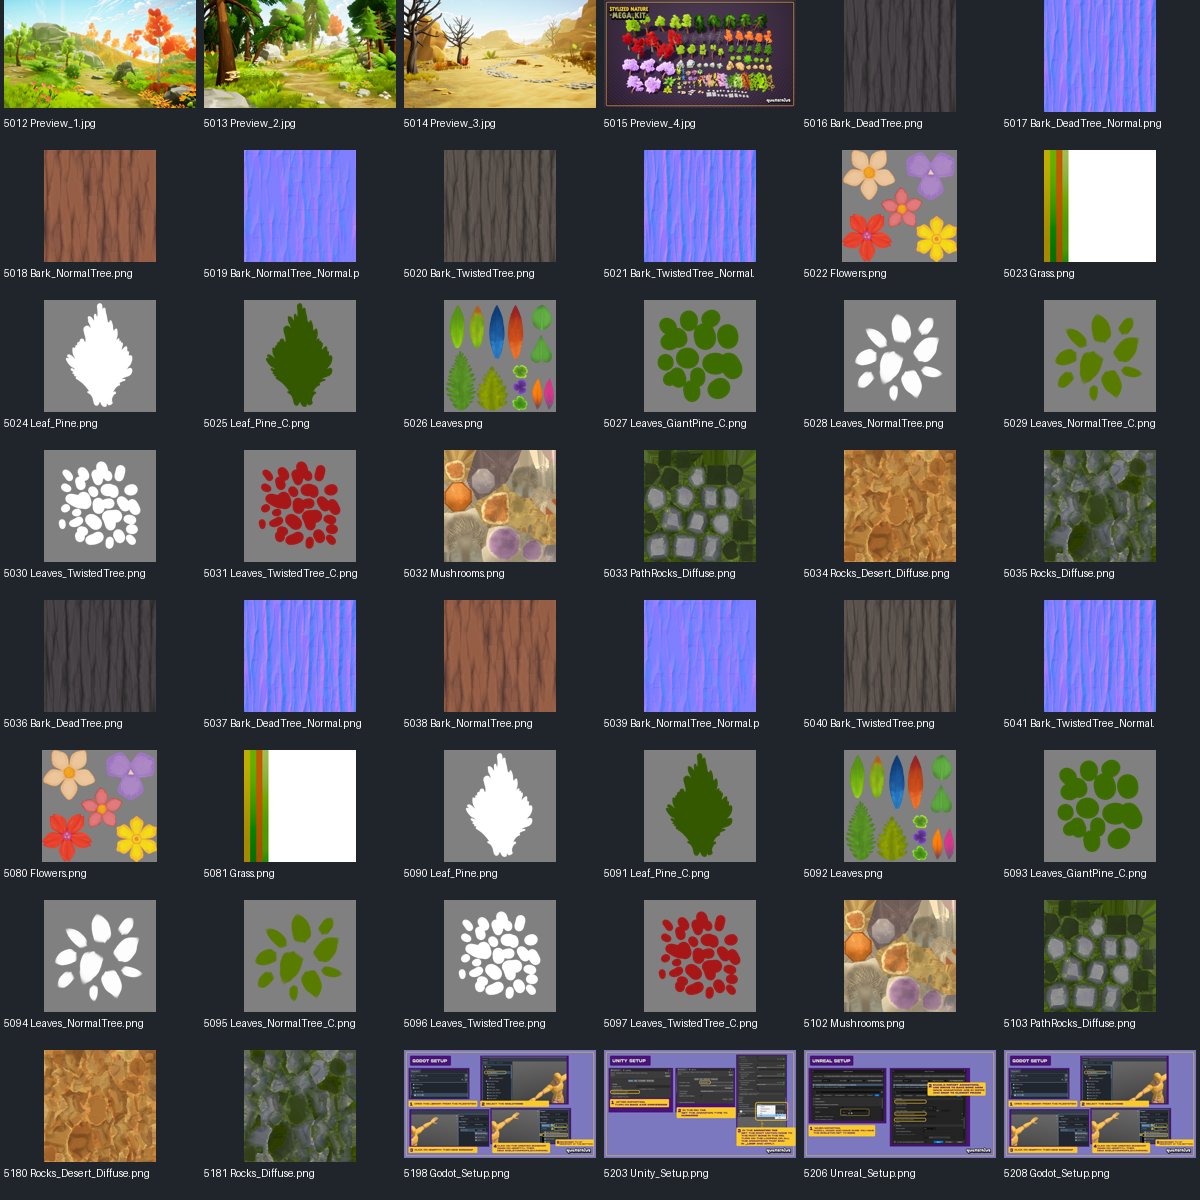 STYLIZED NATURE
MEGA KIT
quaternius
5012 Preview_1.jpg
5013 Preview_2.jpg
5014 Preview_3.jpg
5015 Preview_4.jpg
5016 Bark_DeadTree.png
5017 Bark_DeadTree_Normal.png
5018 Bark_NormalTree.png
5019 Bark_NormalTree_Normal.p
5020 Bark_TwistedTree.png
5021 Bark_TwistedTree_Normal.
5022 Flowers.png
5023 Grass.png
5024 Leaf_Pine.png
5025 Leaf_Pine_C.png
5026 Leaves.png
5027 Leaves_GiantPine_C.png
5028 Leaves_NormalTree.png
5029 Leaves_NormalTree_C.png
5030 Leaves_TwistedTree.png
5031 Leaves_TwistedTree_C.png
5032 Mushrooms.png
5033 PathRocks_Diffuse.png
5034 Rocks_Desert_Diffuse.png
5035 Rocks_Diffuse.png
5036 Bark_DeadTree.png
5037 Bark_DeadTree_Normal.png
5038 Bark_NormalTree.png
5039 Bark_NormalTree_Normal.p
5040 Bark_TwistedTree.png
5041 Bark_TwistedTree_Normal.
5080 Flowers.png
5081 Grass.png
5090 Leaf_Pine.png
5091 Leaf_Pine_C.png
5092 Leaves.png
5093 Leaves_GiantPine_C.png
5094 Leaves_NormalTree.png
5095 Leaves_NormalTree_C.png
5096 Leaves_TwistedTree.png
5097 Leaves_TwistedTree_C.png
5102 Mushrooms.png
5103 PathRocks_Diffuse.png
GODOT SETUP
quaternius
UNITY SETUP
quaternius
UNREAL SETUP
quaternius
GODOT SETUP
quaternius
5180 Rocks_Desert_Diffuse.png
5181 Rocks_Diffuse.png
5198 Godot_Setup.png
5203 Unity_Setup.png
5206 Unreal_Setup.png
5208 Godot_Setup.png